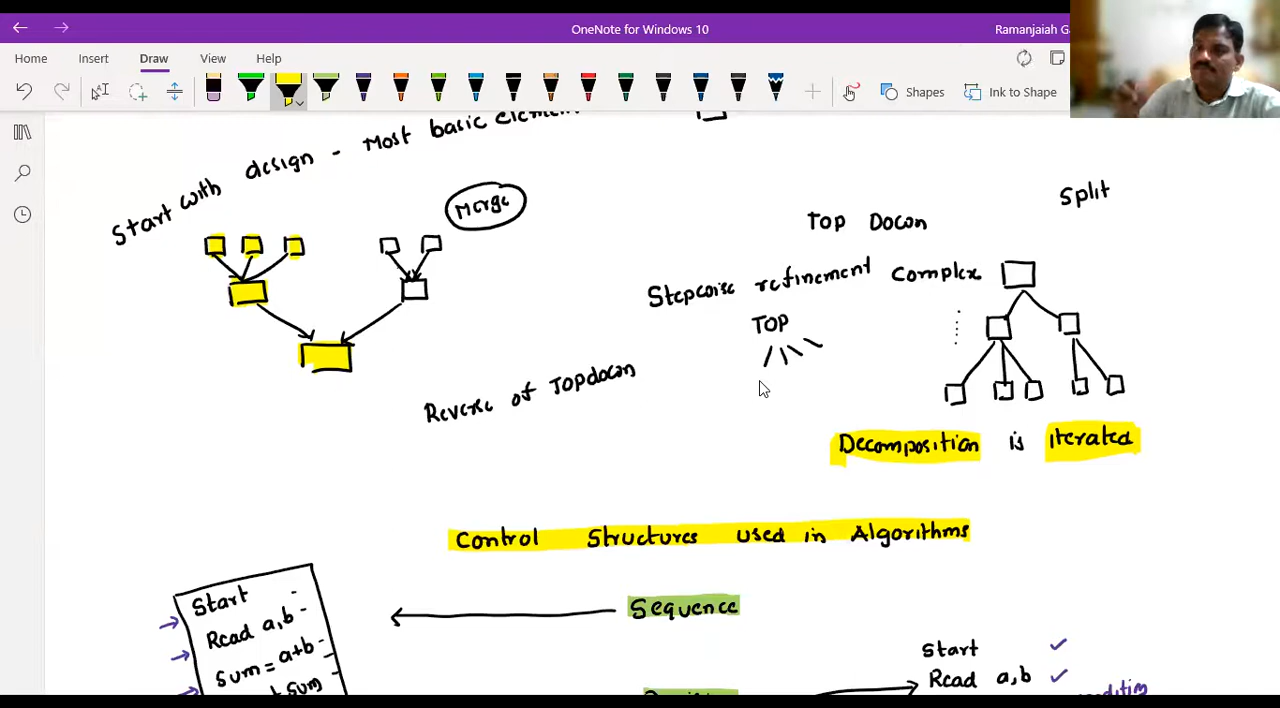 OneNote for Windows 10
Ramanjaiah G
Home Insert Draw View Help
Shapes
Ink to Shape
Start with design - Most basic element
Merge
Split
Top Down
Stepwise refinement
Complex
TOP
Reverse of Topdown
Decomposition is iterated
Control Structures used in Algorithms
Sequence
Start
Read a,b
Sum = a+b
Sum
Start
Read a,b